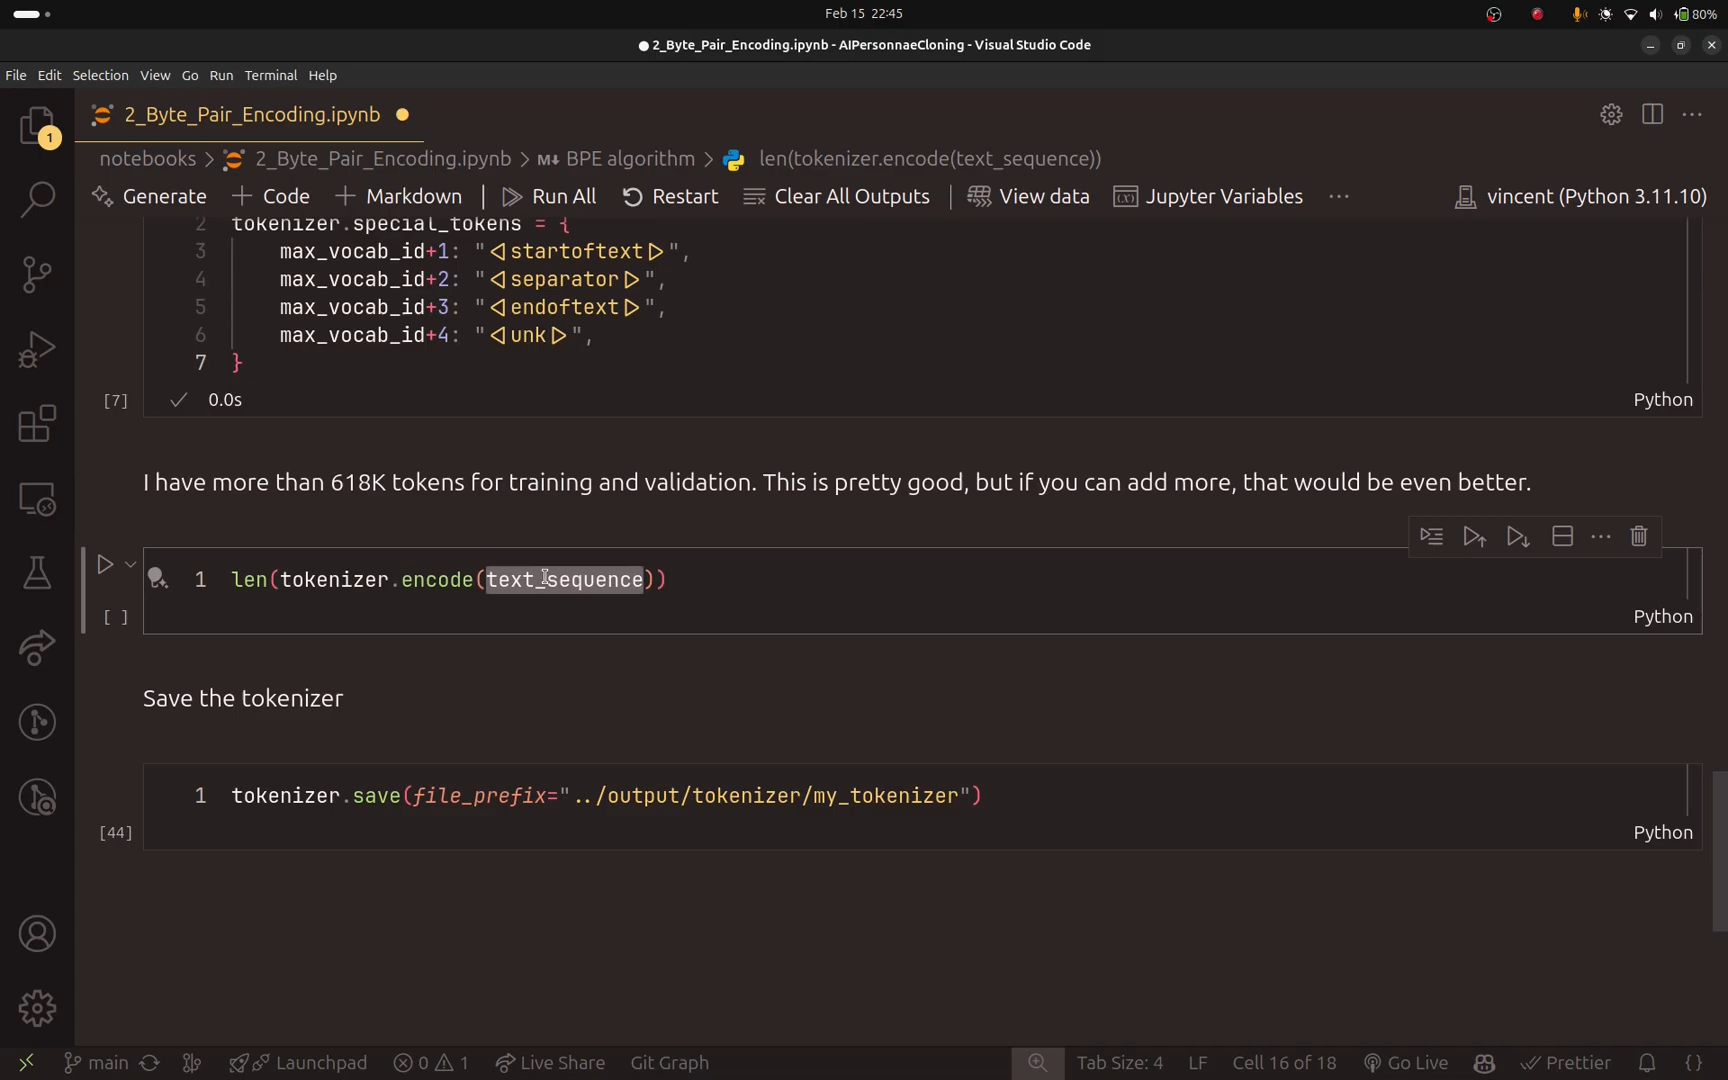 Feb 15 22:45
80%
● 2_Byte_Pair_Encoding.ipynb - AIPersonnaeCloning - Visual Studio Code
File Edit Selection View Go Run Terminal Help
2_Byte_Pair_Encoding.ipynb
1
notebooks > 2_Byte_Pair_Encoding.ipynb > M↓ BPE algorithm > len(tokenizer.encode(text_sequence))
Generate + Code + Markdown | Run All Restart Clear All Outputs | View data Jupyter Variables ··· vincent (Python 3.11.10)
2 tokenizer.special_tokens = {
3 max_vocab_id+1: "<|startoftext|>",
4 max_vocab_id+2: "<|separator|>",
5 max_vocab_id+3: "<|endoftext|>",
6 max_vocab_id+4: "<|unk|>",
7 }
[7] ✓ 0.0s Python
I have more than 618K tokens for training and validation. This is pretty good, but if you can add more, that would be even better.
1 len(tokenizer.encode(text_sequence))
[ ] Python
Save the tokenizer
1 tokenizer.save(file_prefix="../output/tokenizer/my_tokenizer")
[44] Python
main Launchpad 0 1 Live Share Git Graph Tab Size: 4 LF Cell 16 of 18 Go Live Prettier {}